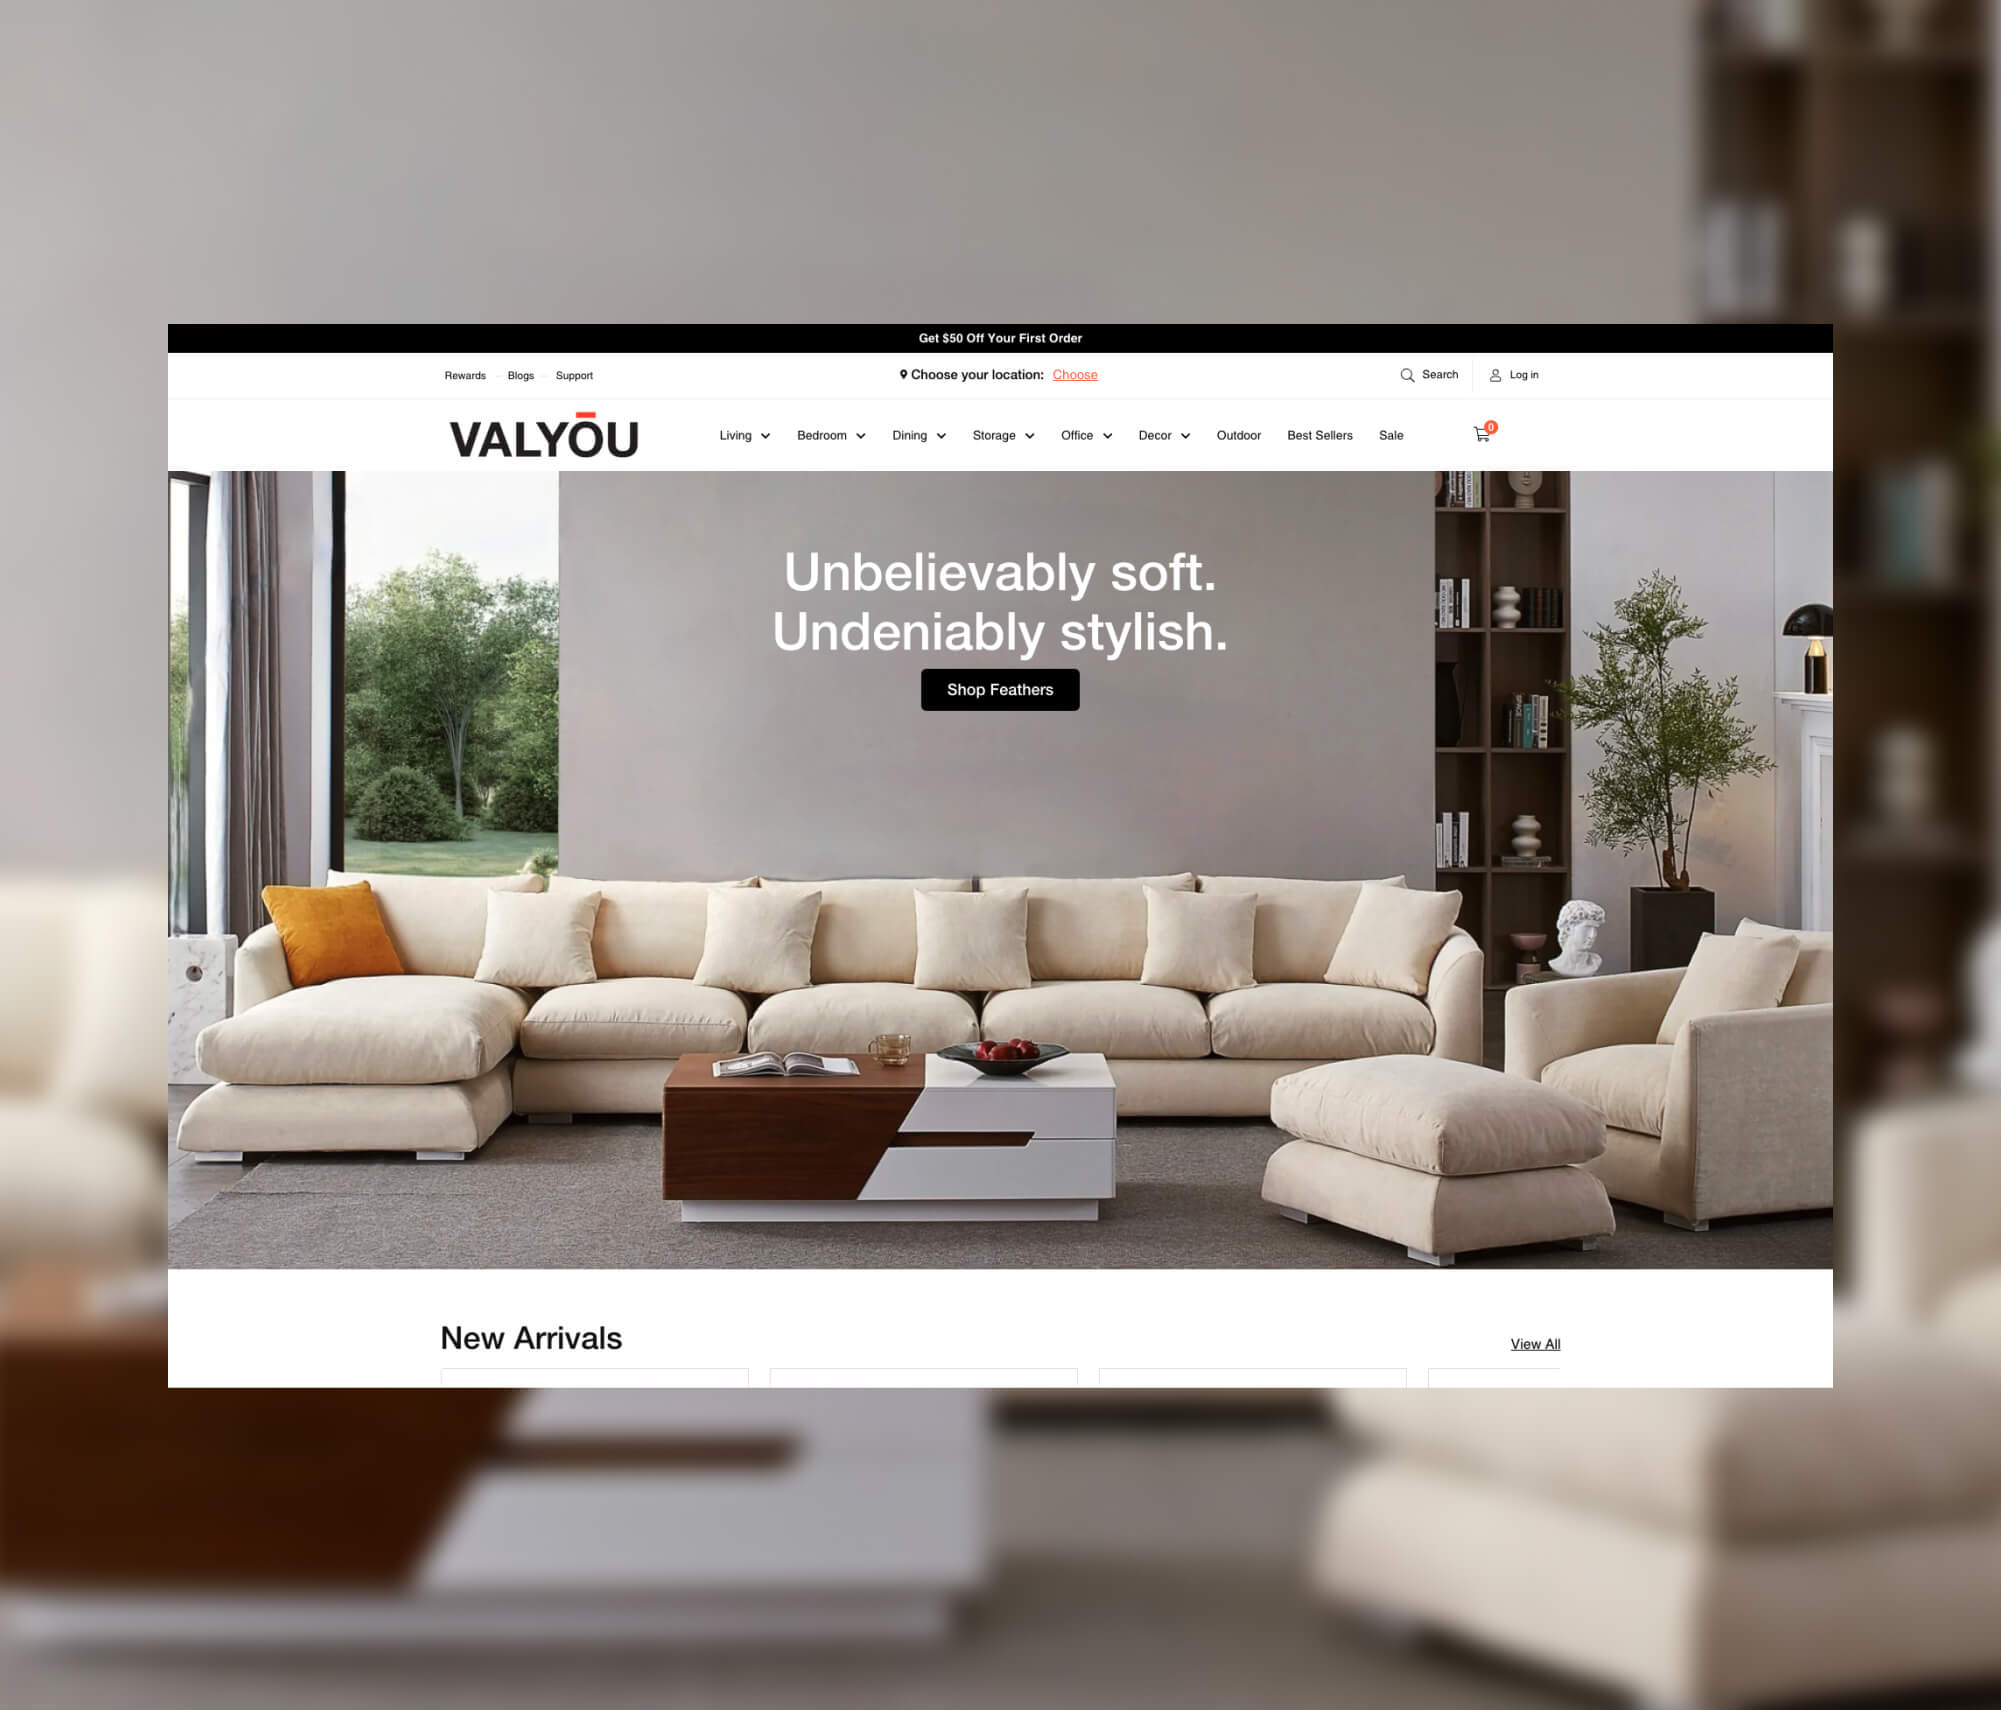 Get $50 Off Your First Order
Rewards Blogs Support
Choose your location: Choose
Search Log in
VALYŌU
Living Bedroom Dining Storage Office Decor Outdoor Best Sellers Sale
0
Unbelievably soft.
Undeniably stylish.
Shop Feathers
SPACE
New Arrivals
View All